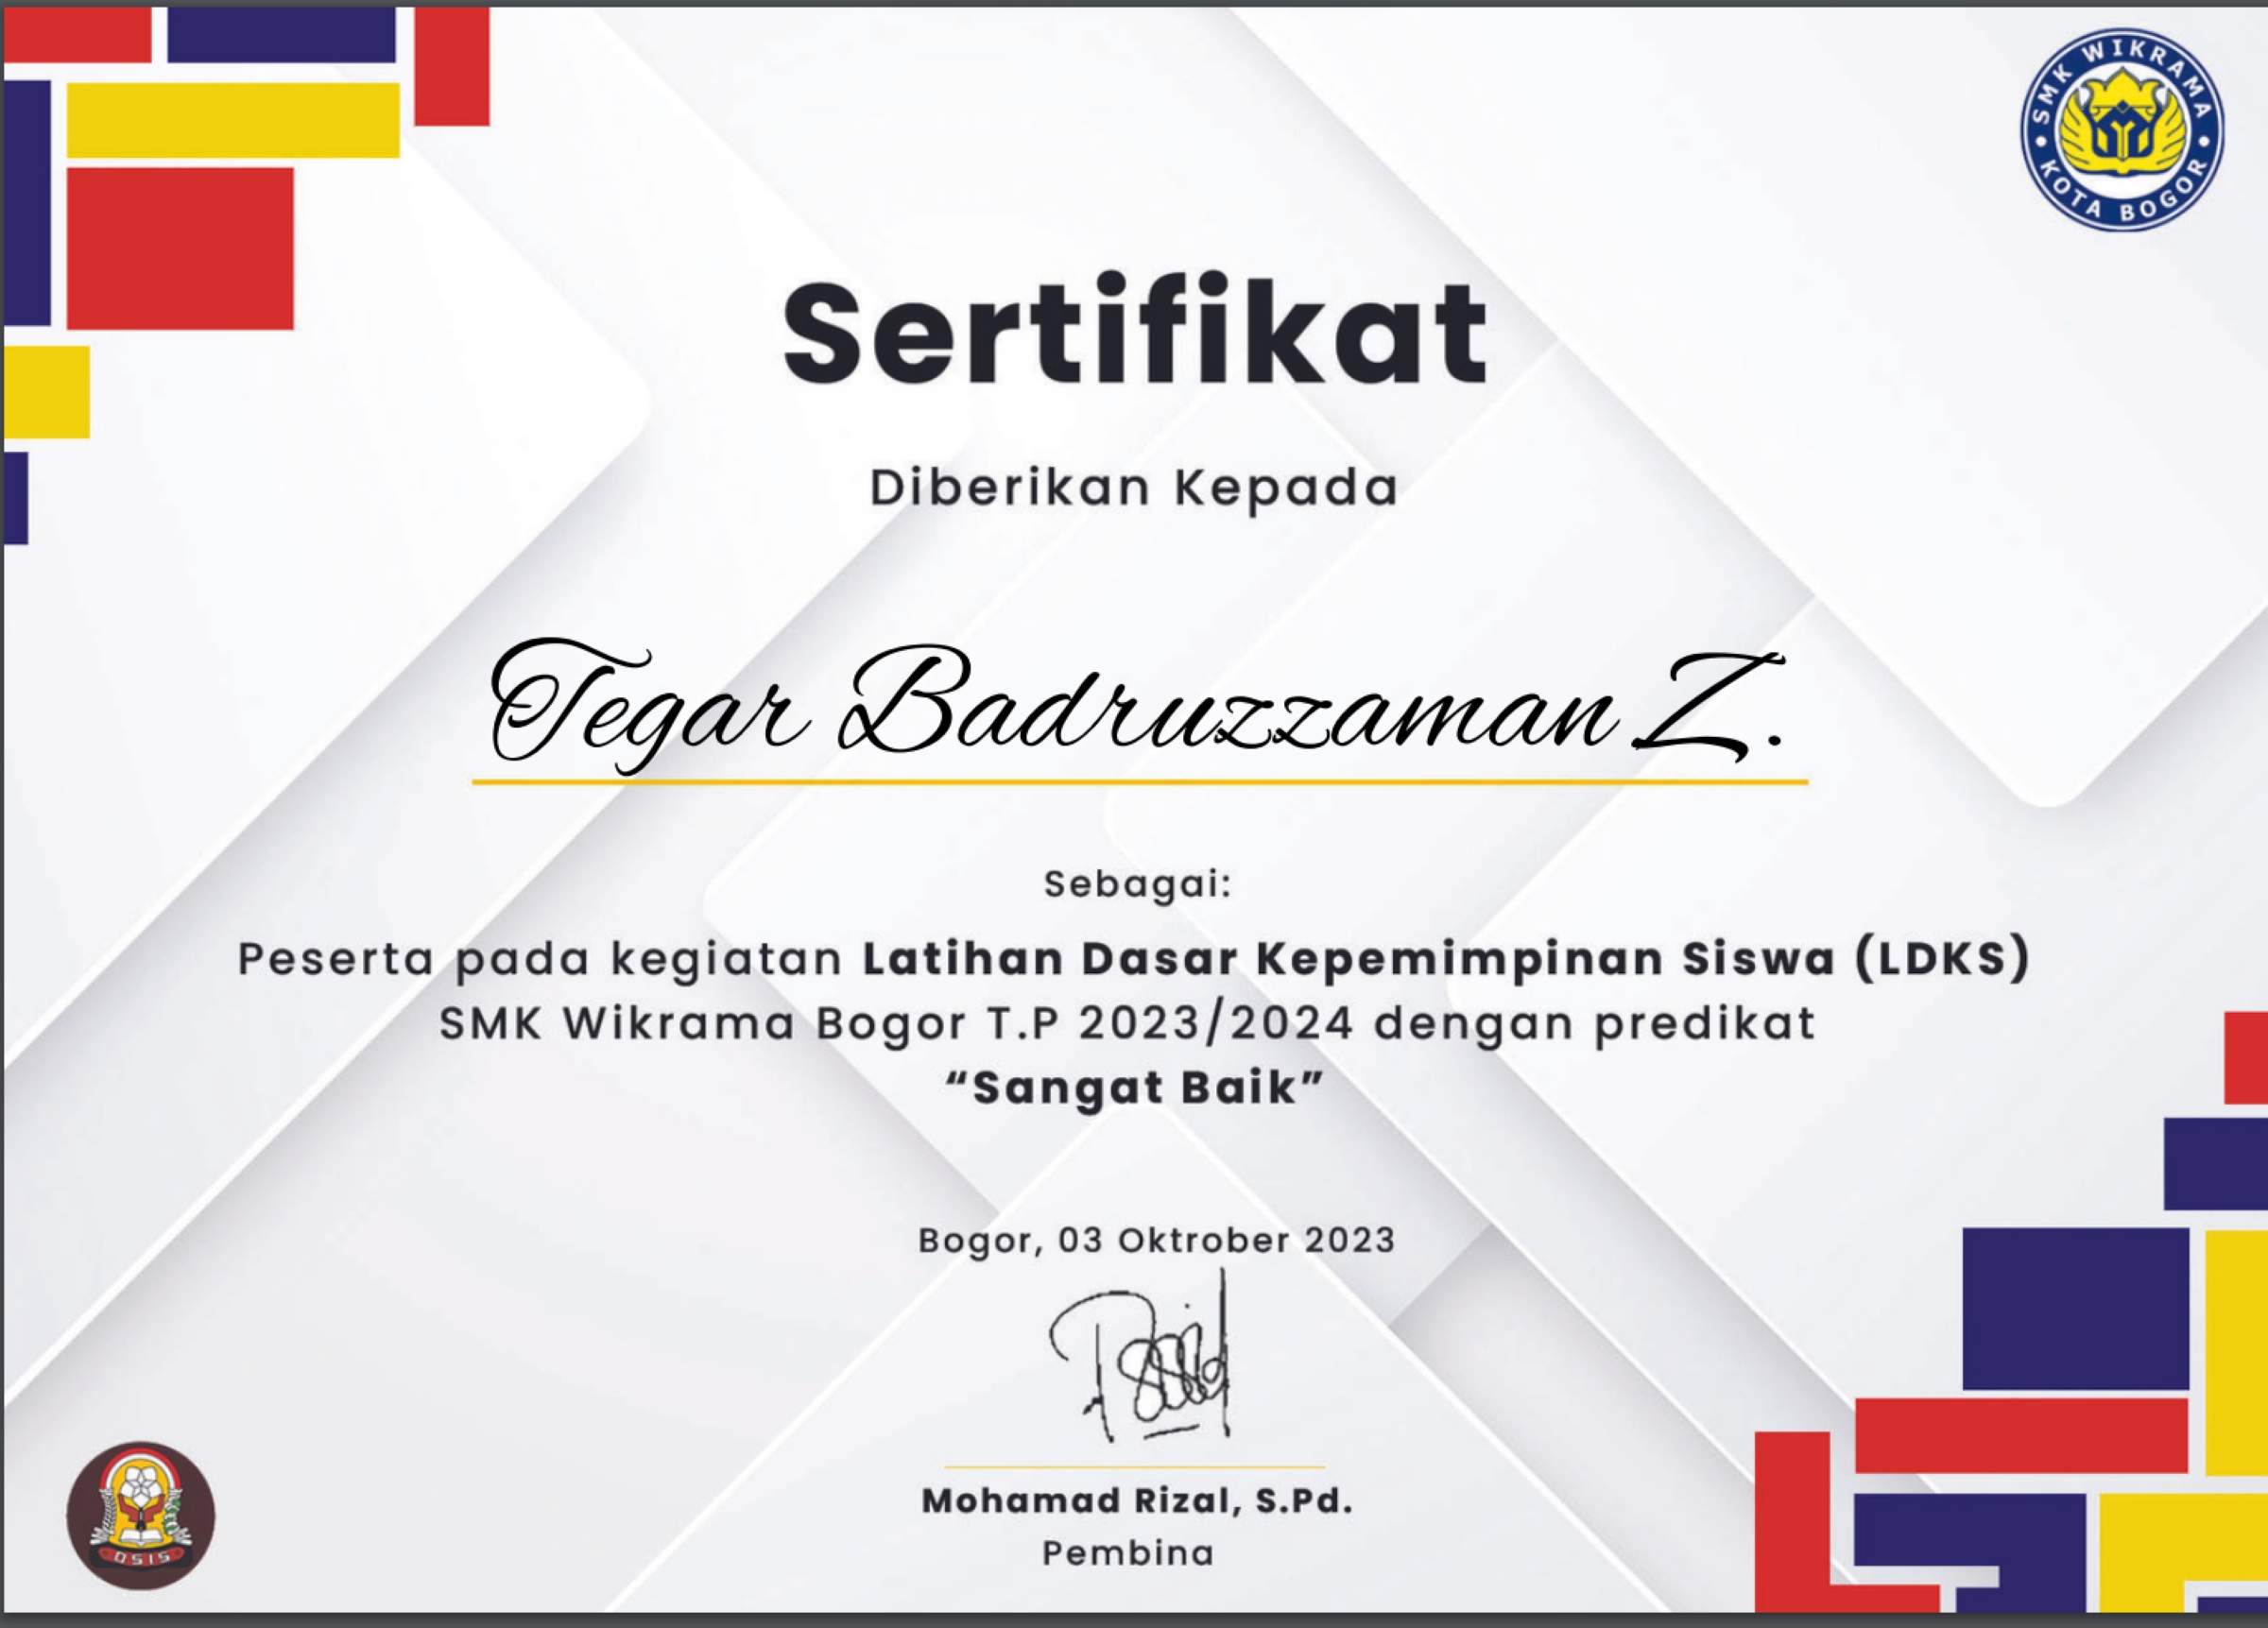 SMK WIKRAMA
KOTA BOGOR
Sertifikat
Diberikan Kepada
Tegar Badruzzaman Z.
Sebagai:
Peserta pada kegiatan Latihan Dasar Kepemimpinan Siswa (LDKS)
SMK Wikrama Bogor T.P 2023/2024 dengan predikat
“Sangat Baik”
Bogor, 03 Oktrober 2023
Mohamad Rizal, S.Pd.
Pembina
OSIS